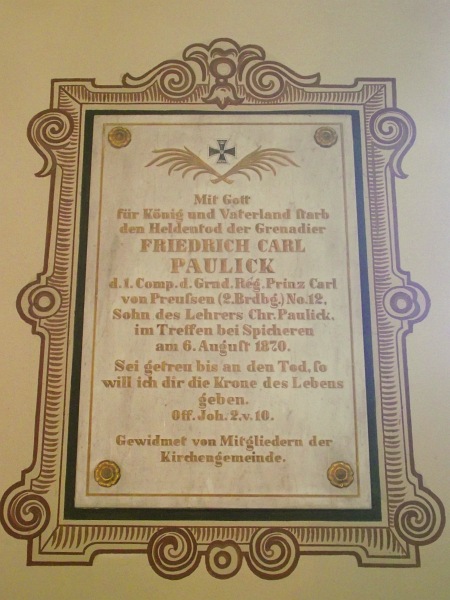 Mit Gott
für König und Vaterland ſtarb
den Heldentod der Grenadier
FRIEDRICH CARL
PAULICK
d. 1. Comp. d. Grnd. Rég. Prinz Carl
von Preuſsen (2. Brdbg.) No. 12,
Sohn des Lehrers Chr. Paulick,
im Treffen bei Spicheren
am 6. Auguſt 1870.
Sei getreu bis an den Tod, ſo
will ich dir die Krone des Lebens
geben.
Off. Joh. 2. v. 10.
Gewidmet von Mitgliedern der
Kirchengemeinde.